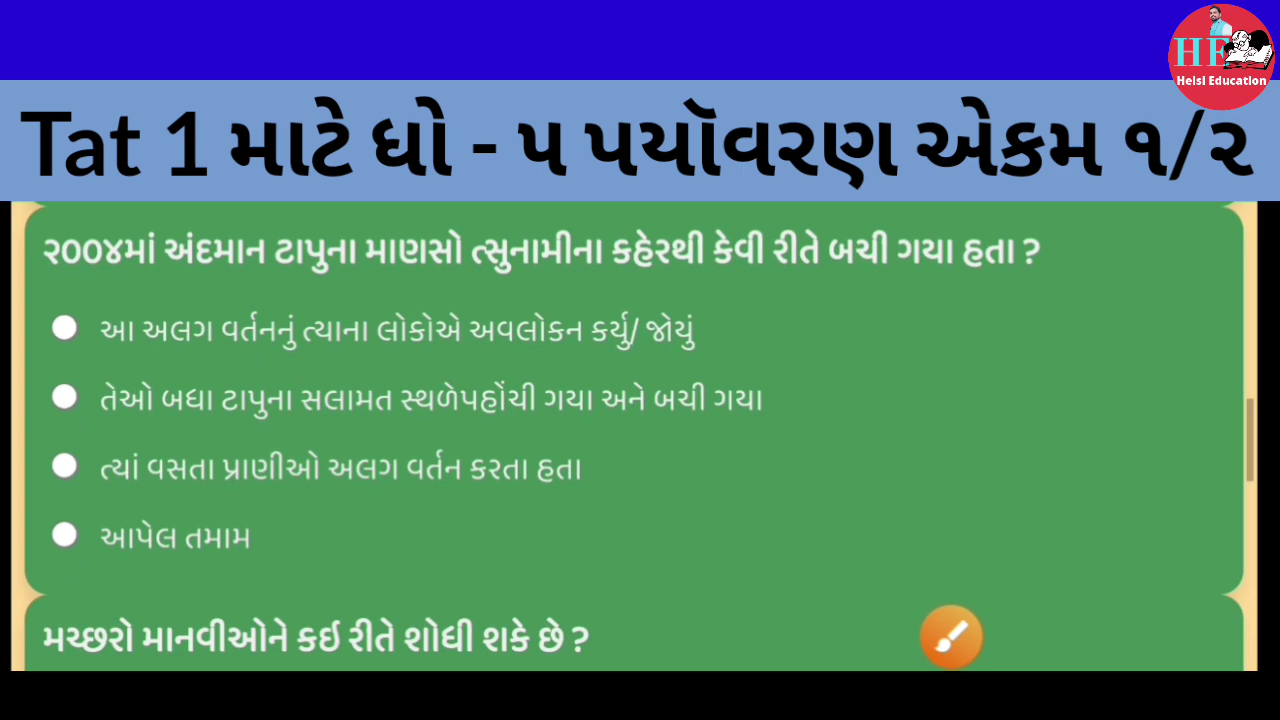 HE
Helsi Education
Tat 1 માટે ધો - ૫ પયૉવરણ એકમ ૧/૨
૨૦૦૪માં અંદમાન ટાપુના માણસો ત્સુનામીના કહેરથી કેવી રીતે બચી ગયા હતા ?
આ અલગ વર્તનનું ત્યાના લોકોએ અવલોકન કર્યુ/ જોયું
તેઓ બધા ટાપુના સલામત સ્થળેપહોંચી ગયા અને બચી ગયા
ત્યાં વસતા પ્રાણીઓ અલગ વર્તન કરતા હતા
આપેલ તમામ
મચ્છરો માનવીઓને કઇ રીતે શોધી શકે છે ?